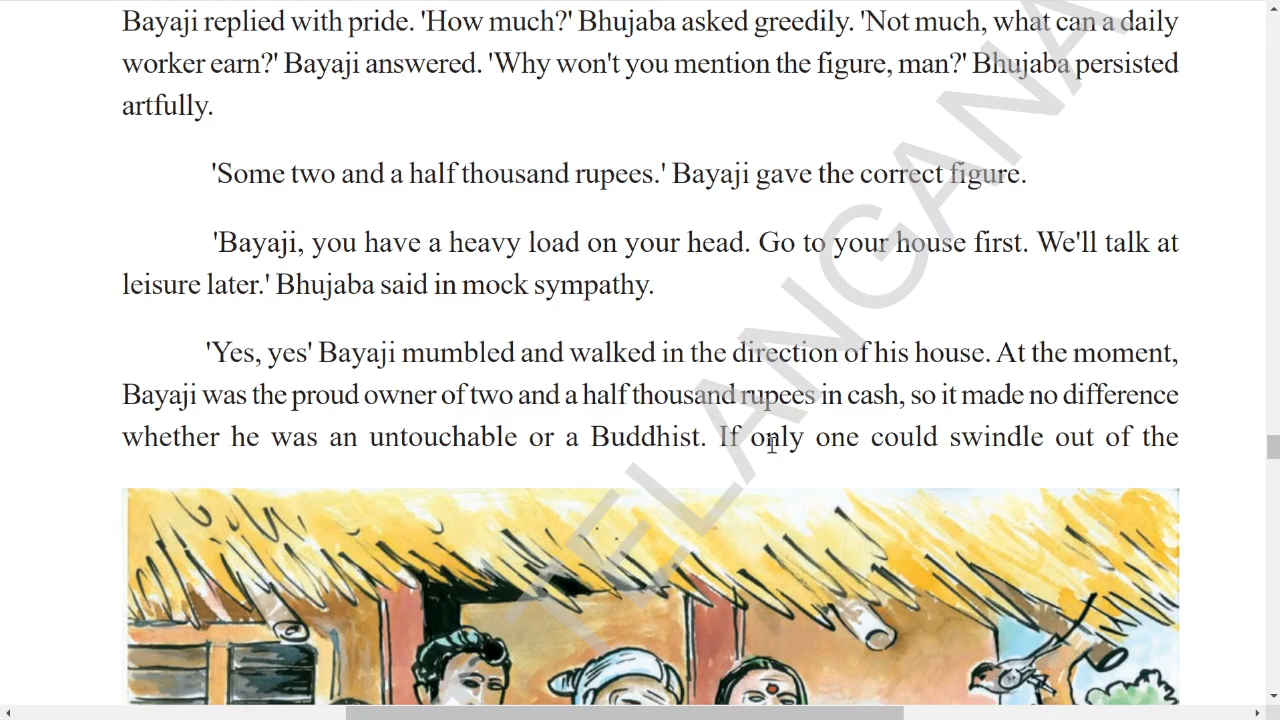 Bayaji replied with pride. 'How much?' Bhujaba asked greedily. 'Not much, what can a daily
worker earn?' Bayaji answered. 'Why won't you mention the figure, man?' Bhujaba persisted
artfully.
'Some two and a half thousand rupees.' Bayaji gave the correct figure.
'Bayaji, you have a heavy load on your head. Go to your house first. We'll talk at
leisure later.' Bhujaba said in mock sympathy.
'Yes, yes' Bayaji mumbled and walked in the direction of his house. At the moment,
Bayaji was the proud owner of two and a half thousand rupees in cash, so it made no difference
whether he was an untouchable or a Buddhist. If only one could swindle out of the
TELANGANA